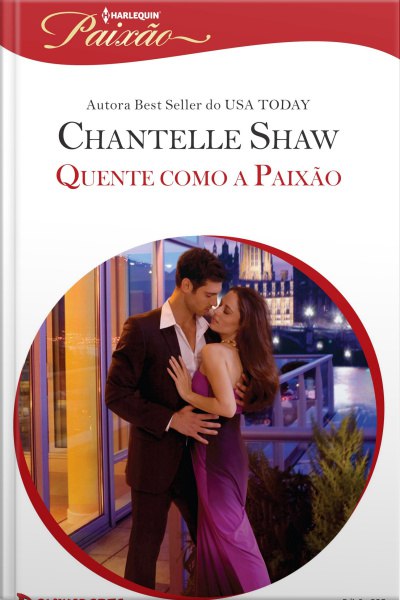 HARLEQUIN
Paixão
Autora Best Seller do USA TODAY
CHANTELLE SHAW
QUENTE COMO A PAIXÃO